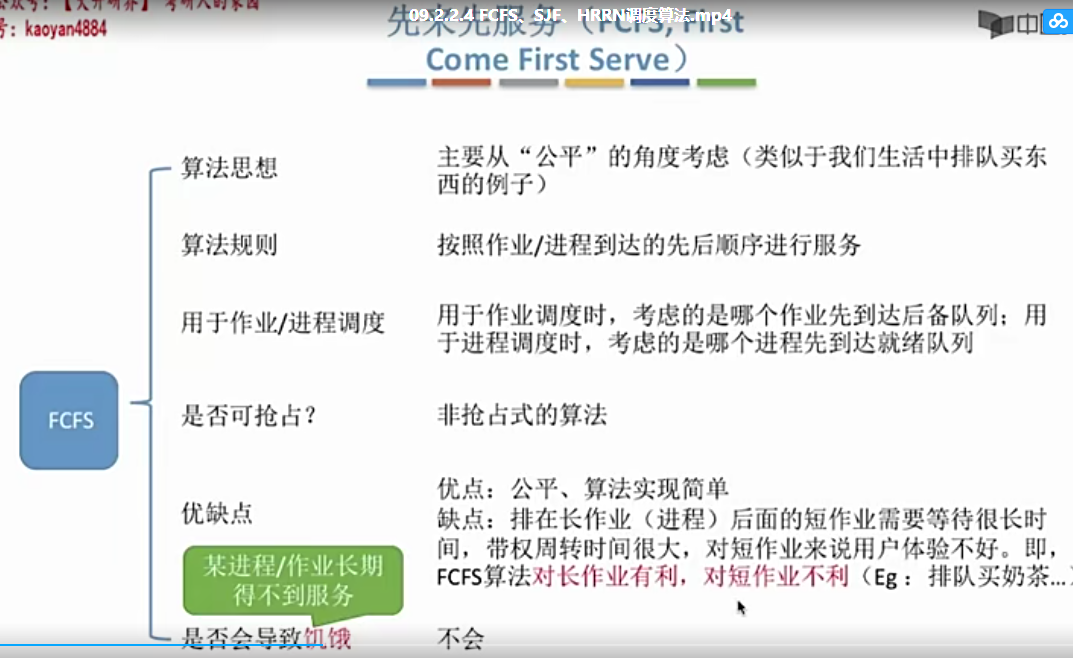 考研人的家园
号：kaoyan4884
09.2.2.4 FCFS、SJF、HRRN调度算法.mp4
先来先服务（FCFS, First
Come First Serve）
算法思想
主要从“公平”的角度考虑（类似于我们生活中排队买东
西的例子）
算法规则
按照作业/进程到达的先后顺序进行服务
用于作业/进程调度
用于作业调度时，考虑的是哪个作业先到达后备队列；用
于进程调度时，考虑的是哪个进程先到达就绪队列
FCFS
是否可抢占？
非抢占式的算法
优缺点
优点：公平、算法实现简单
缺点：排在长作业（进程）后面的短作业需要等待很长时
间，带权周转时间很大，对短作业来说用户体验不好。即，
FCFS算法对长作业有利，对短作业不利（Eg：排队买奶茶...）
某进程/作业长期
得不到服务
是否会导致饥饿
不会